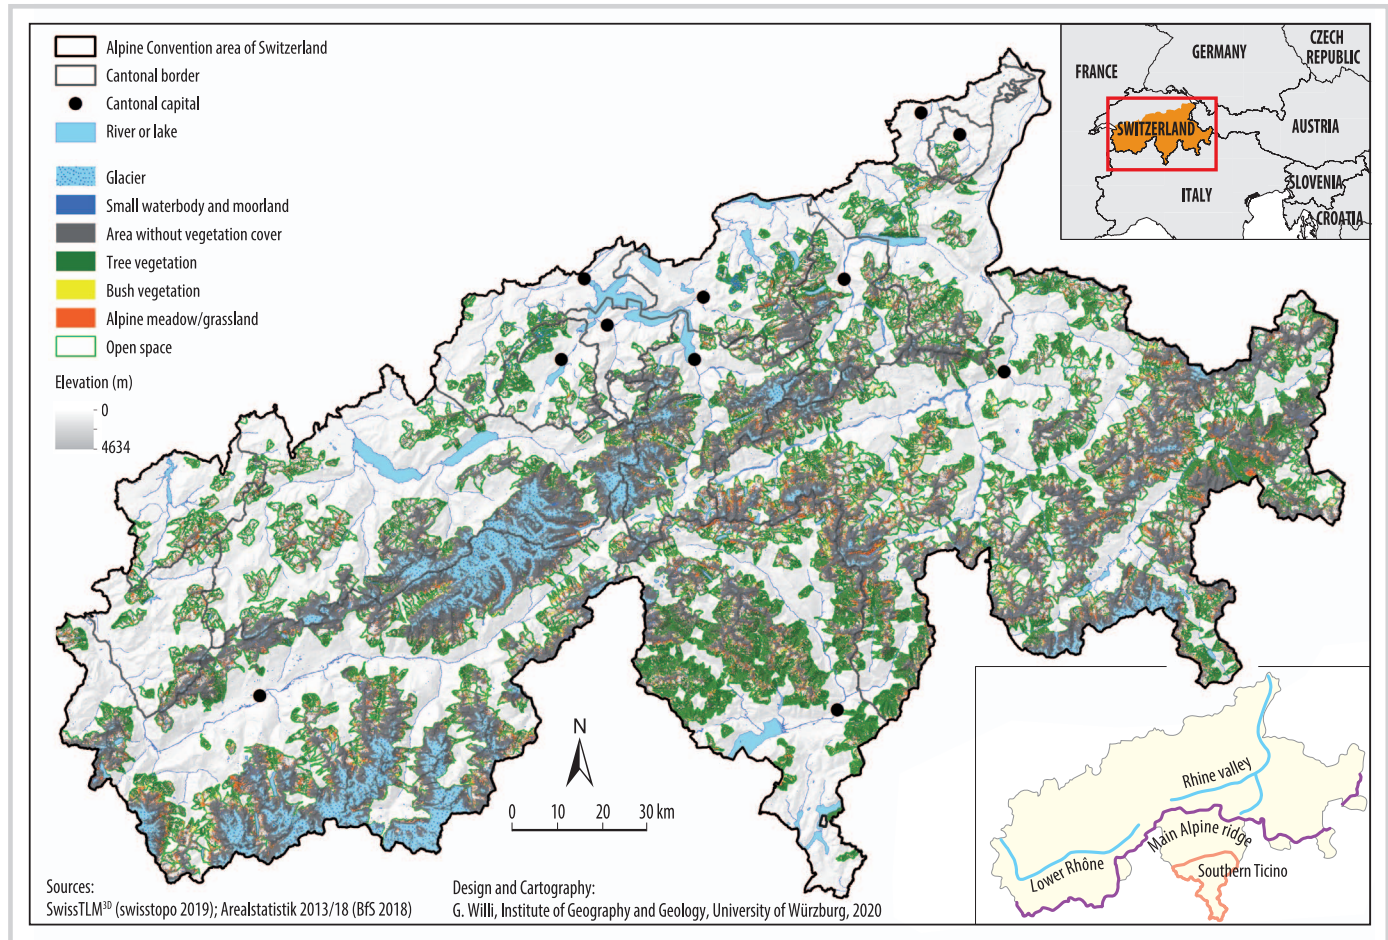 Alpine Convention area of Switzerland
Cantonal border
Cantonal capital
River or lake
Glacier
Small waterbody and moorland
Area without vegetation cover
Tree vegetation
Bush vegetation
Alpine meadow/grassland
Open space
Elevation (m)
0
4634
FRANCE
GERMANY
CZECH
REPUBLIC
SWITZERLAND
AUSTRIA
SLOVENIA
ITALY
CROATIA
N
0 10 20 30 km
Rhine valley
Main Alpine ridge
Lower Rhône
Southern Ticino
Sources:
SwissTLM3D (swisstopo 2019); Arealstatistik 2013/18 (BfS 2018)
Design and Cartography:
G. Willi, Institute of Geography and Geology, University of Würzburg, 2020